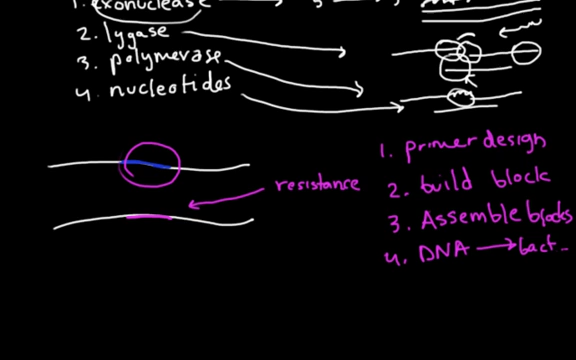 1. exonuclease
2. lygase
3. polymerase
4. nucleotides
resistance
1. primer design
2. build block
3. Assemble blocks
4. DNA → bact..